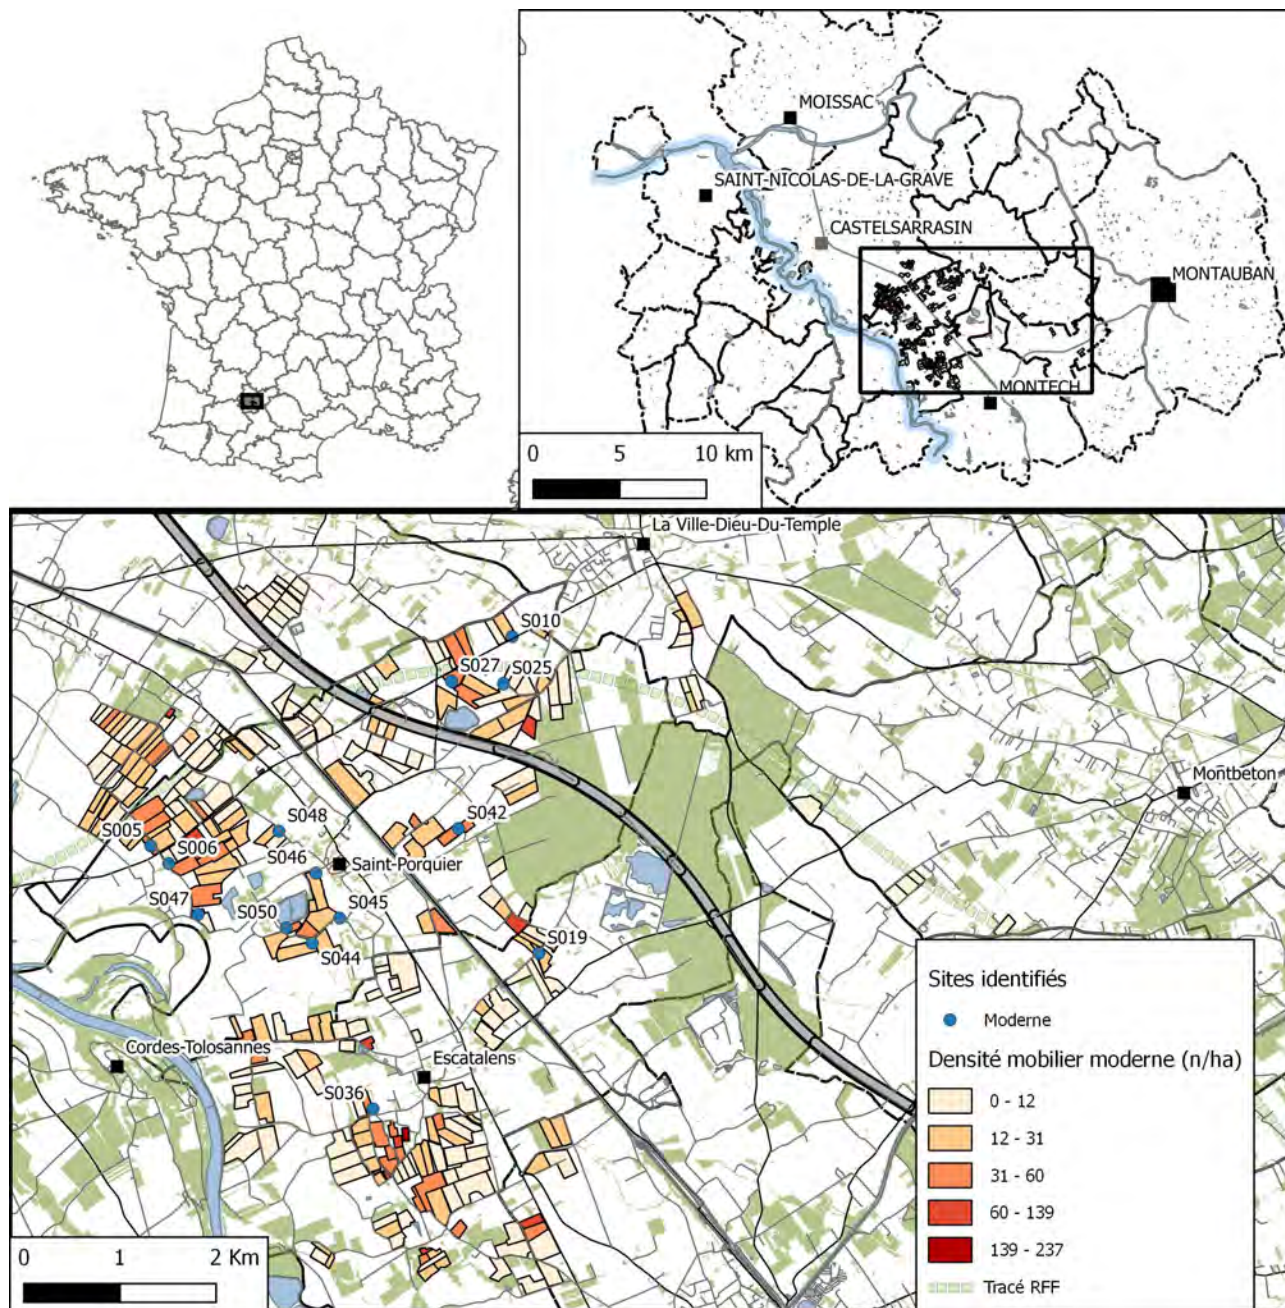 MOISSAC
SAINT-NICOLAS-DE-LA-GRAVE
CASTELSARRASIN
MONTAUBAN
MONTECH
0 5 10 km
La Ville-Dieu-Du-Temple
S010
S027
S025
Montbeton
S005
S048
S042
S006
S046
Saint-Porquier
S047
S050
S045
S044
S019
Cordes-Tolosannes
Escatalens
S036
0 1 2 Km
Sites identifiés
Moderne
Densité mobilier moderne (n/ha)
0 - 12
12 - 31
31 - 60
60 - 139
139 - 237
Tracé RFF